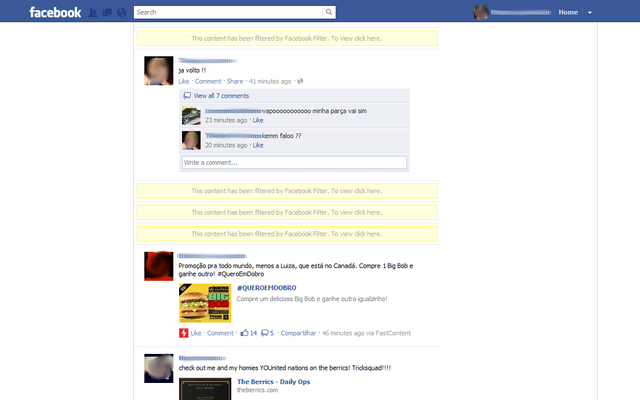 facebook
Search
Home
This content has been filtered by Facebook Filter. To view click here.
ja volto !!
Like · Comment · Share · 41 minutes ago ·
View all 7 comments
vapooooooooooo minha parça vai sim
23 minutes ago · Like
kemm faloo ??
20 minutes ago · Like
Write a comment...
This content has been filtered by Facebook Filter. To view click here.
This content has been filtered by Facebook Filter. To view click here.
This content has been filtered by Facebook Filter. To view click here.
Promoção pra todo mundo, menos a Luiza, que está no Canadá. Compre 1 Big Bob e
ganhe outro! #QueroEmDobro
#QUEROEMDOBRO
Compre um delicioso Big Bob e ganhe outro igualzinho!
BIG
Like · Comment · 14 5 · Compartilhar · 46 minutes ago via FastContent
check out me and my homies YOUnited nations on the berrics! Tricksquad!!!!
The Berrics - Daily Ops
theberrics.com